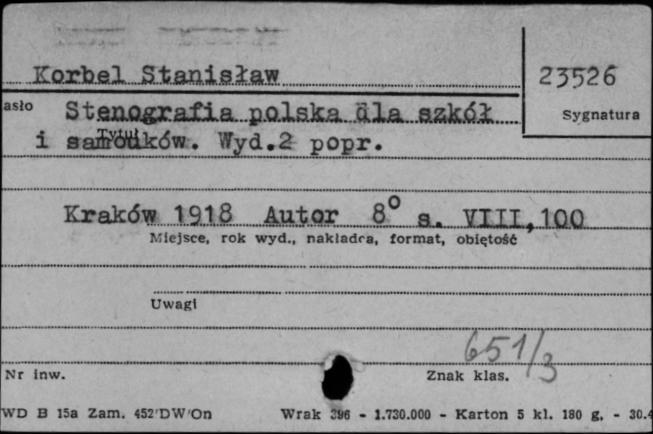 Korbel Stanisław
23526
asło
Stenografia polska dla szkół
Sygnatura
Tytuł
i samouków. Wyd.2 popr.
Kraków 1918 Autor 8° s. VIII,100
Miejsce, rok wyd., nakładca, format, objętość
Uwagi
651/3
Nr inw.
Znak klas.
WD B 15a Zam. 452'DW'On
Wrak 396 - 1.730.000 - Karton 5 kl. 180 g. - 30.4